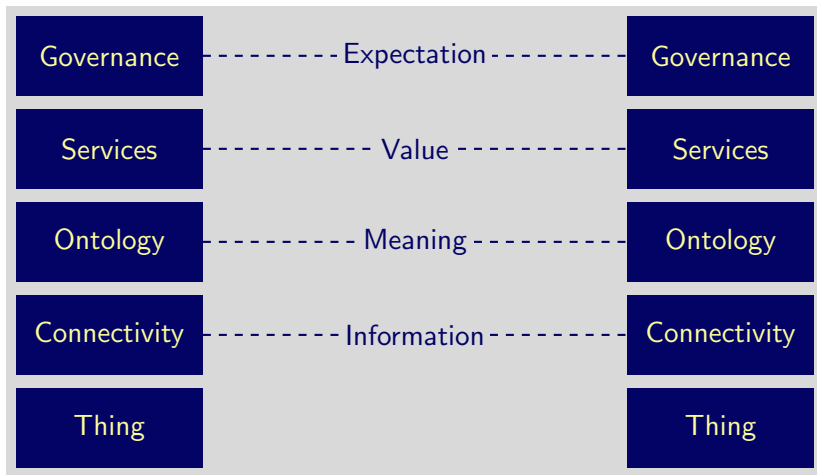 Governance Expectation Governance
Services Value Services
Ontology Meaning Ontology
Connectivity Information Connectivity
Thing Thing